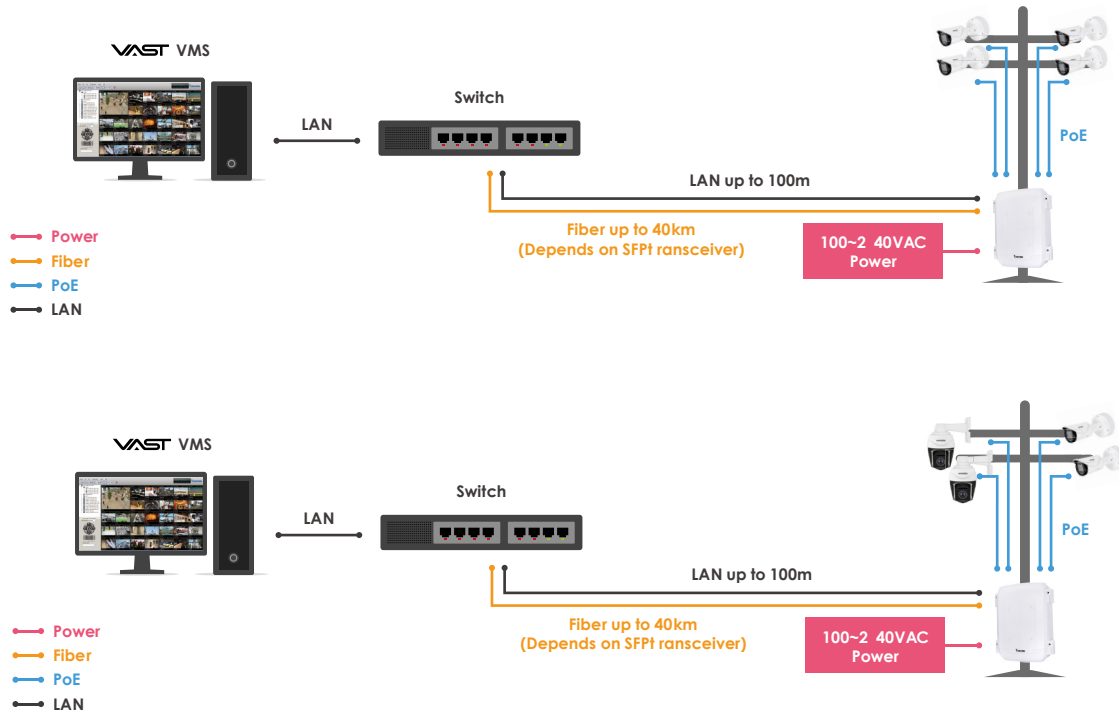 VAST VMS
Switch
LAN
PoE
LAN up to 100m
Fiber up to 40km
(Depends on SFPt ransceiver)
100~2 40VAC
Power
Power
Fiber
PoE
LAN
VAST VMS
Switch
LAN
PoE
LAN up to 100m
Fiber up to 40km
(Depends on SFPt ransceiver)
100~2 40VAC
Power
Power
Fiber
PoE
LAN